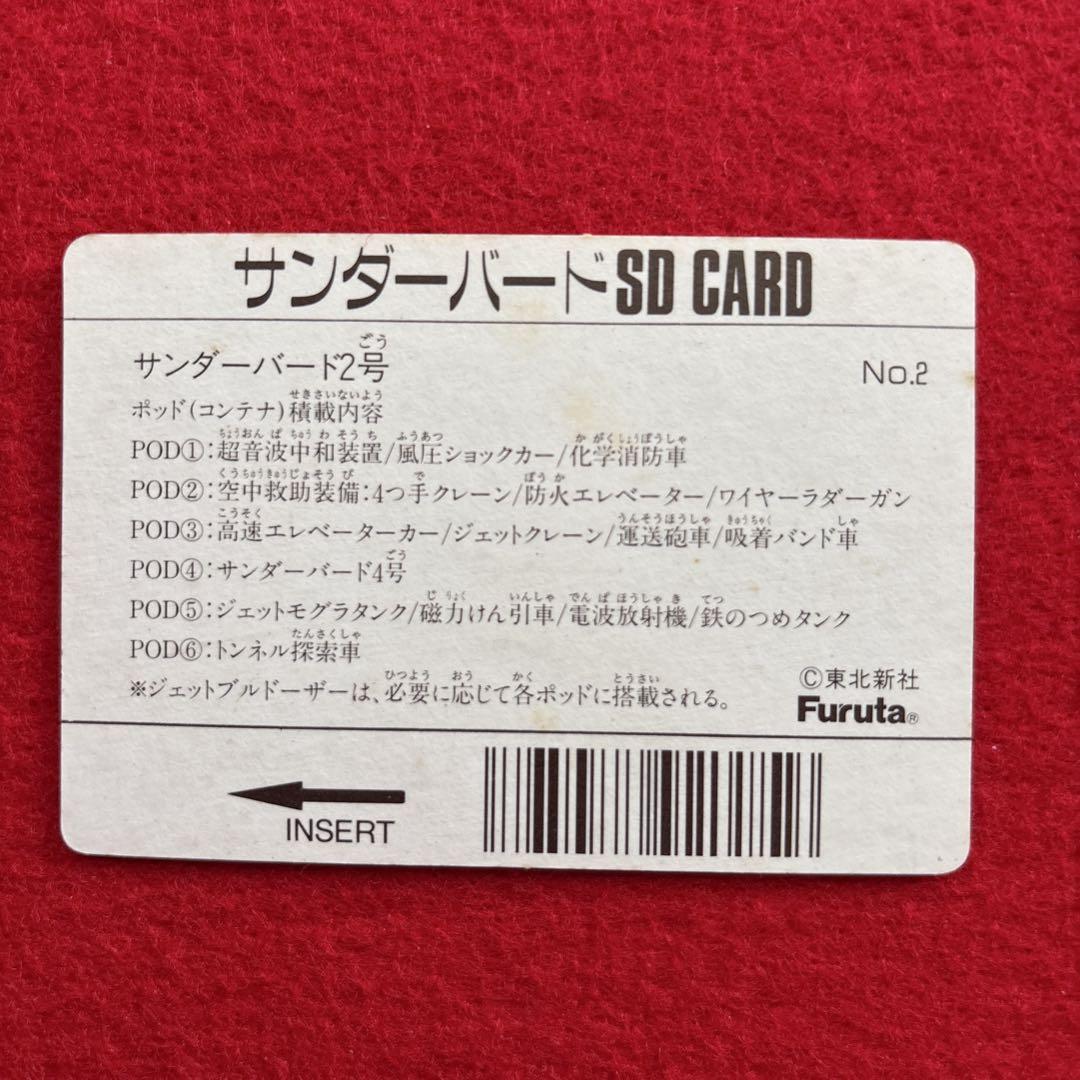 サンダーバードSD CARD
サンダーバード2号
No.2
ポッド(コンテナ)積載内容
POD①:超音波中和装置/風圧ショックカー/化学消防車
POD②:空中救助装備:4つ手クレーン/防火エレベーター/ワイヤーラダーガン
POD③:高速エレベーターカー/ジェットクレーン/運送砲車/吸着バンド車
POD④:サンダーバード4号
POD⑤:ジェットモグラタンク/磁力けん引車/電波放射機/鉄のつめタンク
POD⑥:トンネル探索車
※ジェットブルドーザーは、必要に応じて各ポッドに搭載される。
©東北新社
Furuta®
INSERT